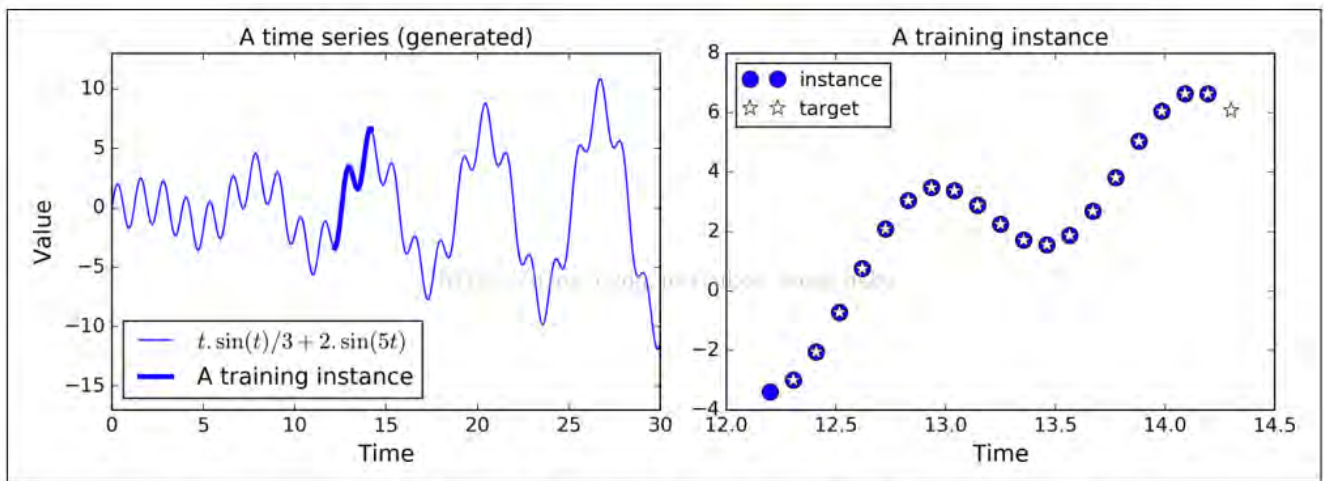 A time series (generated)
10
5
0
−5
−10
−15
Value
t.sin(t)/3 + 2.sin(5t)
A training instance
0 5 10 15 20 25 30
Time
A training instance
8
6
4
2
0
−2
−4
instance
target
12.0 12.5 13.0 13.5 14.0 14.5
Time